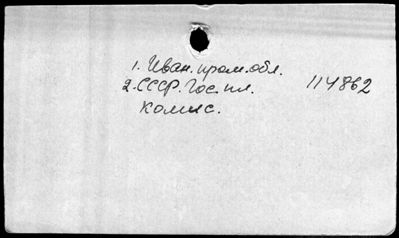 1. Иван. пром. обл.
2. СССР. Гос. пл. 114862
комис.